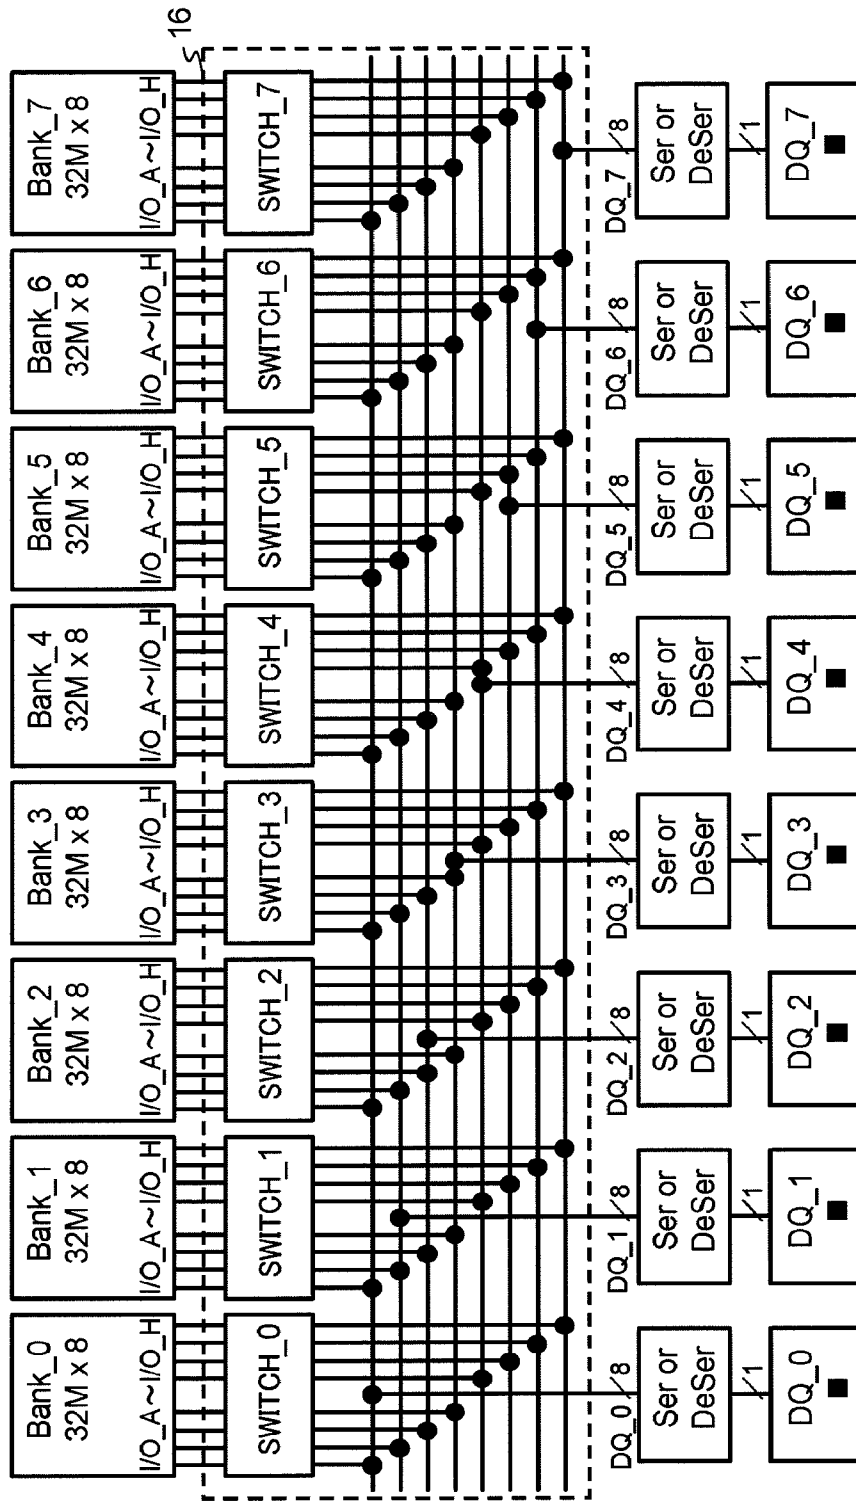 Bank_0 Bank_1 Bank_2 Bank_3 Bank_4 Bank_5 Bank_6 Bank_7
32M x 8 32M x 8 32M x 8 32M x 8 32M x 8 32M x 8 32M x 8 32M x 8
I/O_A~I/O_H I/O_A~I/O_H I/O_A~I/O_H I/O_A~I/O_H I/O_A~I/O_H I/O_A~I/O_H I/O_A~I/O_H I/O_A~I/O_H
16
SWITCH_0 SWITCH_1 SWITCH_2 SWITCH_3 SWITCH_4 SWITCH_5 SWITCH_6 SWITCH_7
DQ_0 8 DQ_1 8 DQ_2 8 DQ_3 8 DQ_4 8 DQ_5 8 DQ_6 8 DQ_7 8
Ser or Ser or Ser or Ser or Ser or Ser or Ser or Ser or
DeSer DeSer DeSer DeSer DeSer DeSer DeSer DeSer
1 1 1 1 1 1 1 1
DQ_0 DQ_1 DQ_2 DQ_3 DQ_4 DQ_5 DQ_6 DQ_7